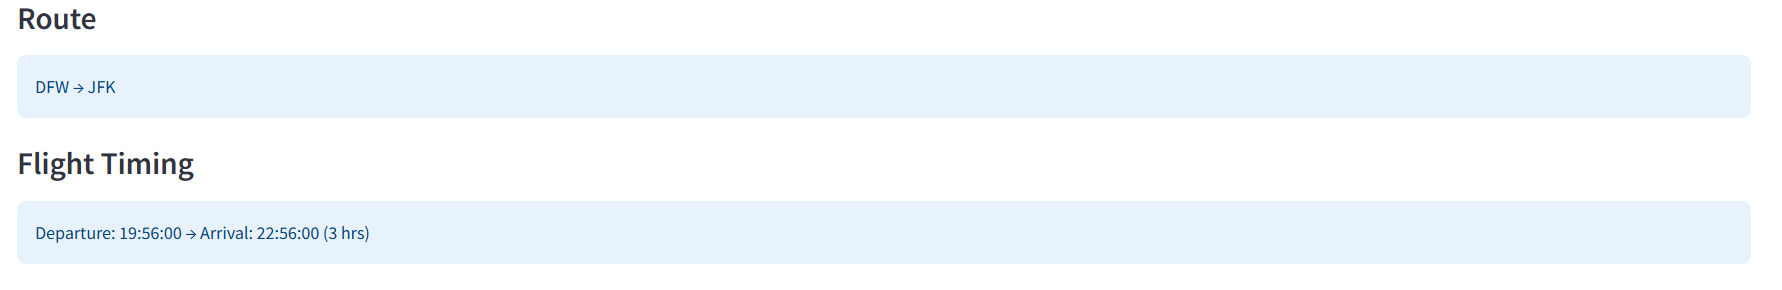 Route
DFW → JFK
Flight Timing
Departure: 19:56:00 → Arrival: 22:56:00 (3 hrs)